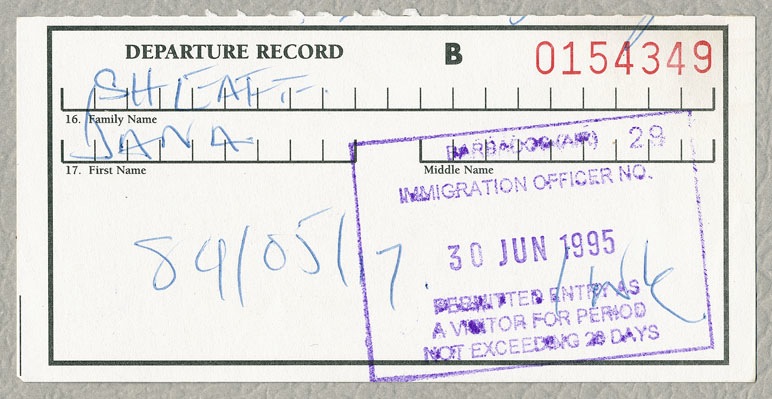 DEPARTURE RECORD B 0154349
SHEAFE
16. Family Name
DANA
17. First Name
Middle Name
BARBADOS (AIR) 29
IMMIGRATION OFFICER NO.
30 JUN 1995
84/05/17
PERMITTED ENTRY AS
A VISITOR FOR PERIOD
NOT EXCEEDING 28 DAYS